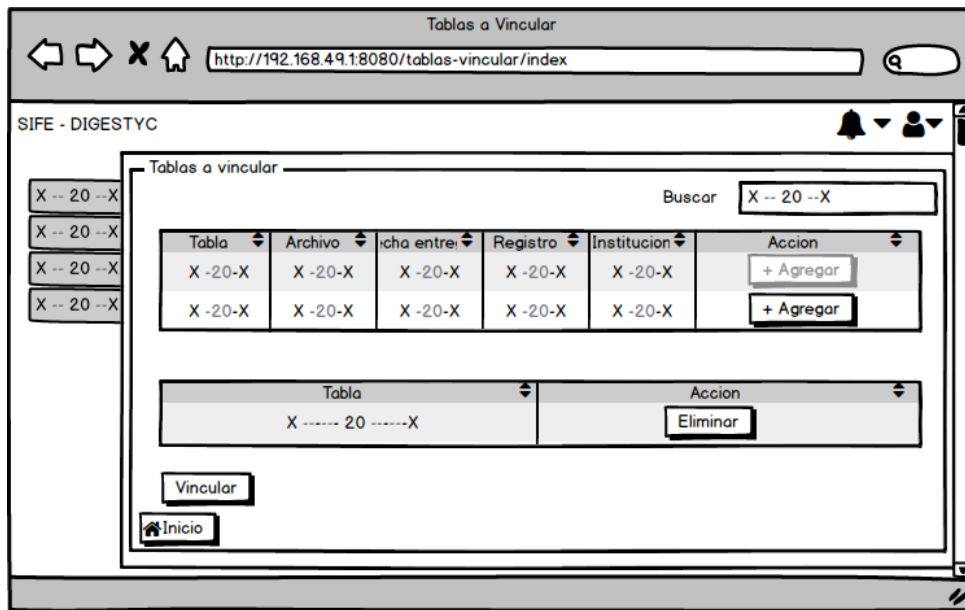 Tablas a Vincular
http://192.168.49.1:8080/tablas-vincular/index
SIFE - DIGESTYC
Tablas a vincular
X -- 20 --X
X -- 20 --X
X -- 20 --X
X -- 20 --X
Buscar X -- 20 --X
Tabla Archivo cha entre Registro Institucion Accion
X -20-X X -20-X X -20-X X -20-X X -20-X + Agregar
X -20-X X -20-X X -20-X X -20-X X -20-X + Agregar
Tabla Accion
X ------ 20 ------X Eliminar
Vincular
Inicio